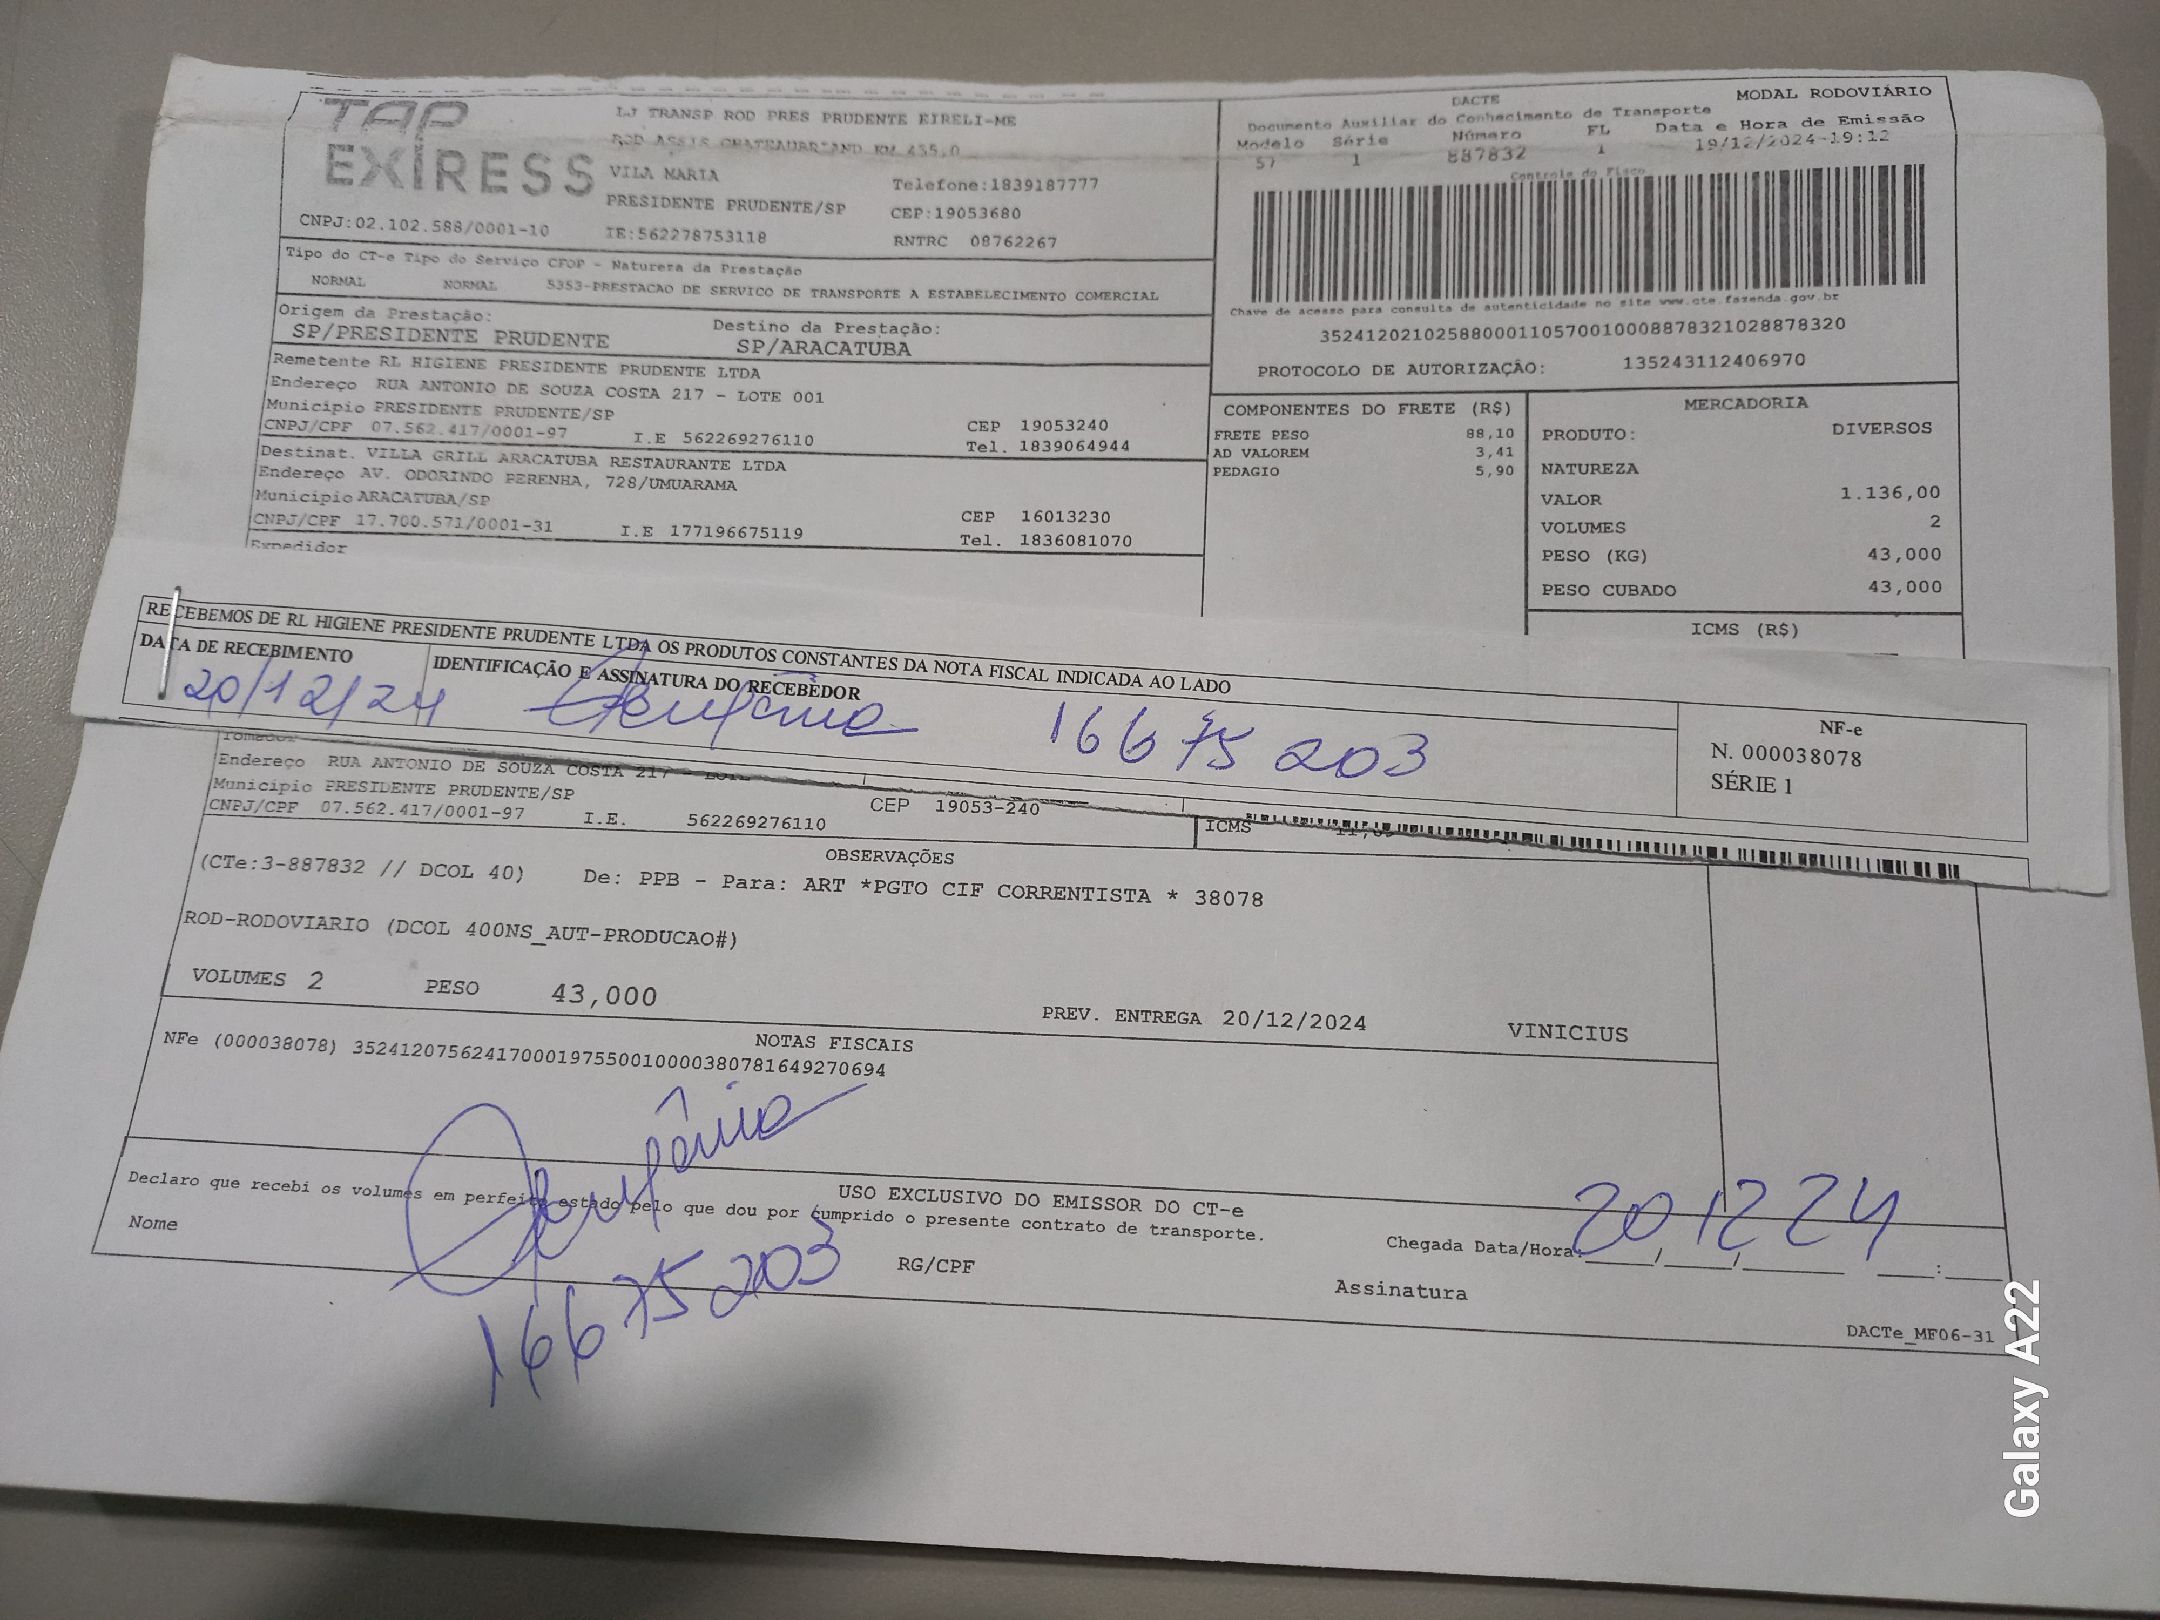 TAP
EXIRESS
CNPJ:02.102.588/0001-10
LJ TRANSP ROD PRES PRUDENTE EIRELI-ME
ROD ASSIS CHATEAUBRIAND KM 455,0
VILA MARIA
Telefone:1839187777
PRESIDENTE PRUDENTE/SP
CEP:19053680
IE:562278753118
RNTRC 08762267
DACTE
MODAL RODOVIÁRIO
Documento Auxiliar do Conhecimento de Transporte
Modelo Série Número FL Data e Hora de Emissão
57 1 887832 1 19/12/2024-19:12
Controle do Fisco
Chave de acesso para consulta de autenticidade no site www.cte.fazenda.gov.br
35241202102588000110570010008878321028878320
PROTOCOLO DE AUTORIZAÇÃO: 135243112406970
Tipo do CT-e Tipo do Serviço CFOP - Natureza da Prestação
NORMAL NORMAL 5353-PRESTACAO DE SERVICO DE TRANSPORTE A ESTABELECIMENTO COMERCIAL
Origem da Prestação: Destino da Prestação:
SP/PRESIDENTE PRUDENTE SP/ARACATUBA
Remetente RL HIGIENE PRESIDENTE PRUDENTE LTDA
Endereço RUA ANTONIO DE SOUZA COSTA 217 - LOTE 001
Municipio PRESIDENTE PRUDENTE/SP CEP 19053240
CNPJ/CPF 07.562.417/0001-97 I.E 562269276110 Tel. 1839064944
Destinat. VILLA GRILL ARACATUBA RESTAURANTE LTDA
Endereço AV. ODORINDO PERENHA, 728/UMUARAMA
Municipio ARACATUBA/SP CEP 16013230
CNPJ/CPF 17.700.571/0001-31 I.E 177196675119 Tel. 1836081070
Expedidor
COMPONENTES DO FRETE (R$)
FRETE PESO 88,10
AD VALOREM 3,41
PEDAGIO 5,90
MERCADORIA
PRODUTO: DIVERSOS
NATUREZA
VALOR 1.136,00
VOLUMES 2
PESO (KG) 43,000
PESO CUBADO 43,000
ICMS (R$)
RECEBEMOS DE RL HIGIENE PRESIDENTE PRUDENTE LTDA OS PRODUTOS CONSTANTES DA NOTA FISCAL INDICADA AO LADO
DATA DE RECEBIMENTO IDENTIFICAÇÃO E ASSINATURA DO RECEBEDOR
20/12/24 16675203
NF-e
N. 000038078
SÉRIE 1
Tomador
Endereço RUA ANTONIO DE SOUZA COSTA 217 - LOTE
Municipio PRESIDENTE PRUDENTE/SP CEP 19053-240
CNPJ/CPF 07.562.417/0001-97 I.E. 562269276110
ICMS
OBSERVAÇÕES
(CTe:3-887832 // DCOL 40) De: PPB - Para: ART *PGTO CIF CORRENTISTA * 38078
ROD-RODOVIARIO (DCOL 400NS_AUT-PRODUCAO#)
VOLUMES 2 PESO 43,000
PREV. ENTREGA 20/12/2024 VINICIUS
NOTAS FISCAIS
NFe (000038078) 35241207562417000197550010000380781649270694
USO EXCLUSIVO DO EMISSOR DO CT-e
Declaro que recebi os volumes em perfeito estado pelo que dou por cumprido o presente contrato de transporte.
Nome RG/CPF Assinatura
Chegada Data/Hora: 20 12 24
16675203
DACTe_MF06-31
Galaxy A22